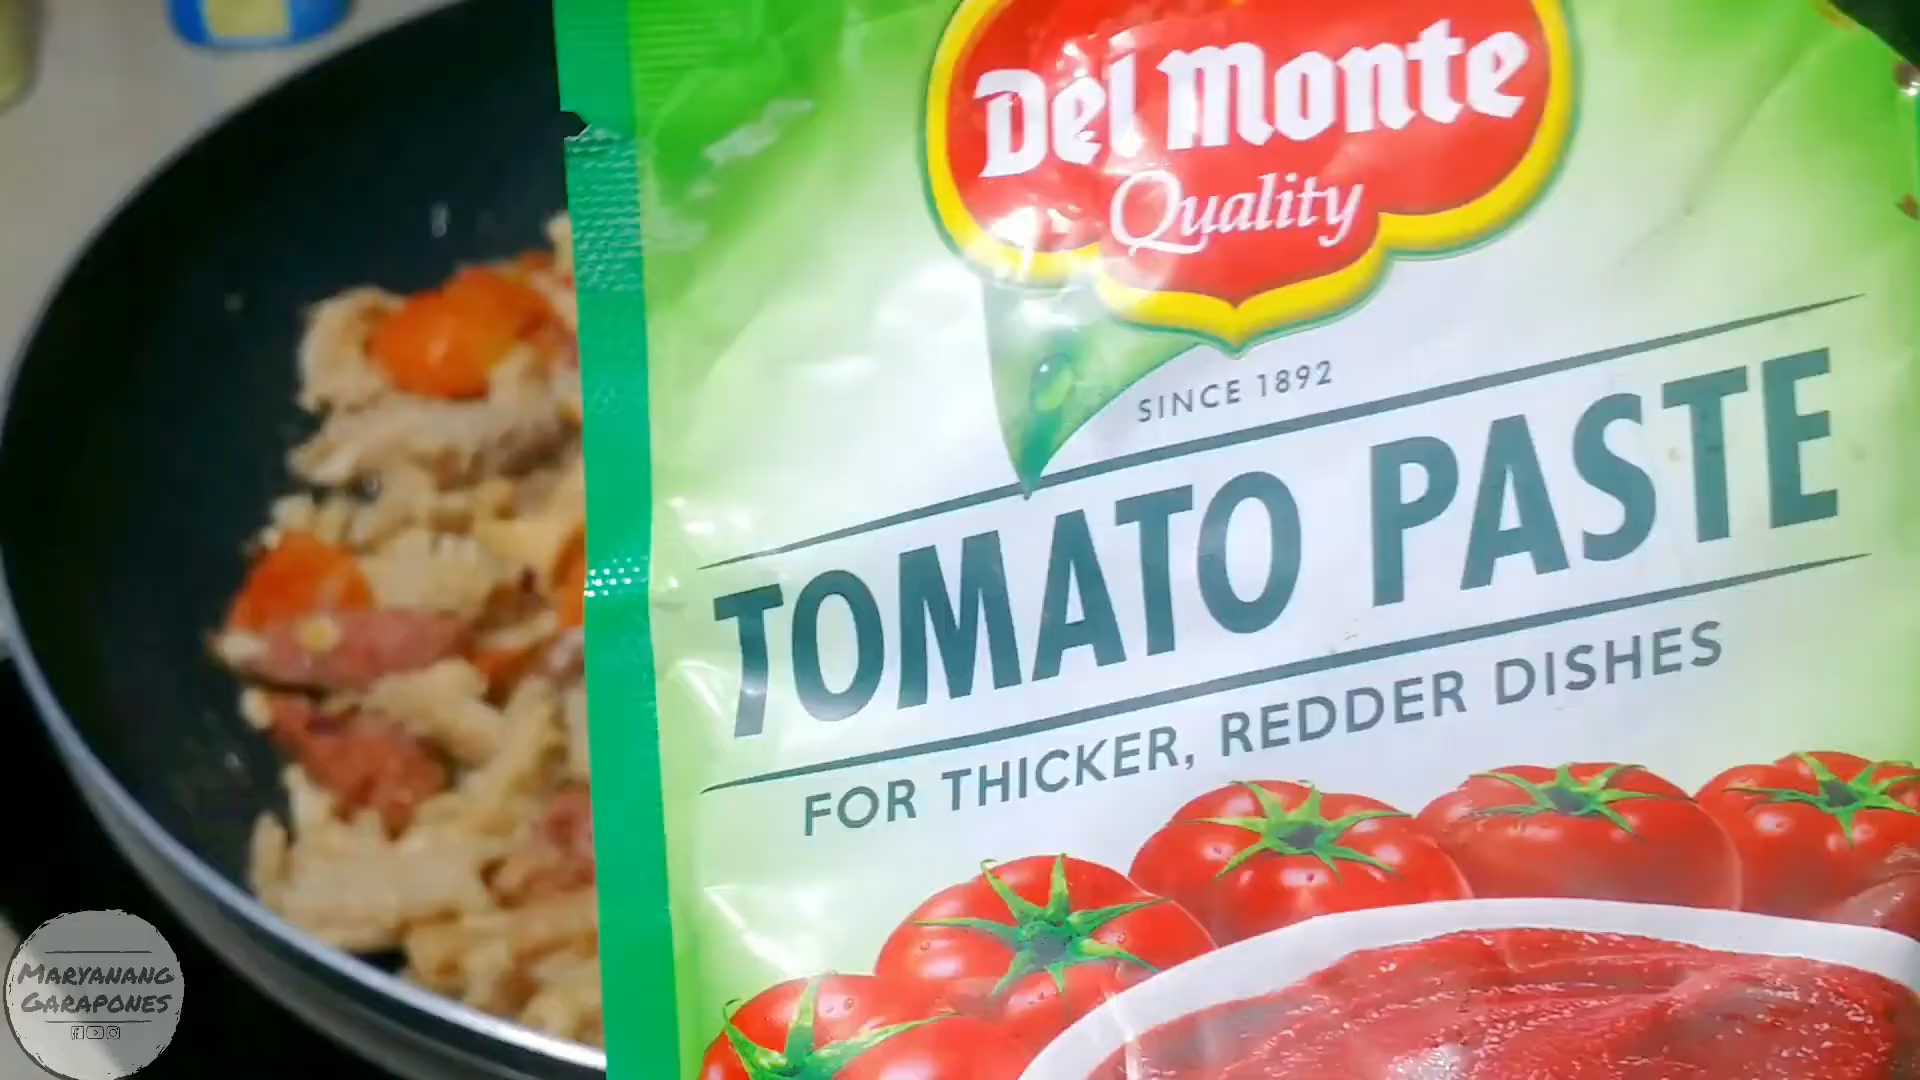 Del Monte
Quality
SINCE 1892
TOMATO PASTE
FOR THICKER, REDDER DISHES
MARYANANG
GARAPONES